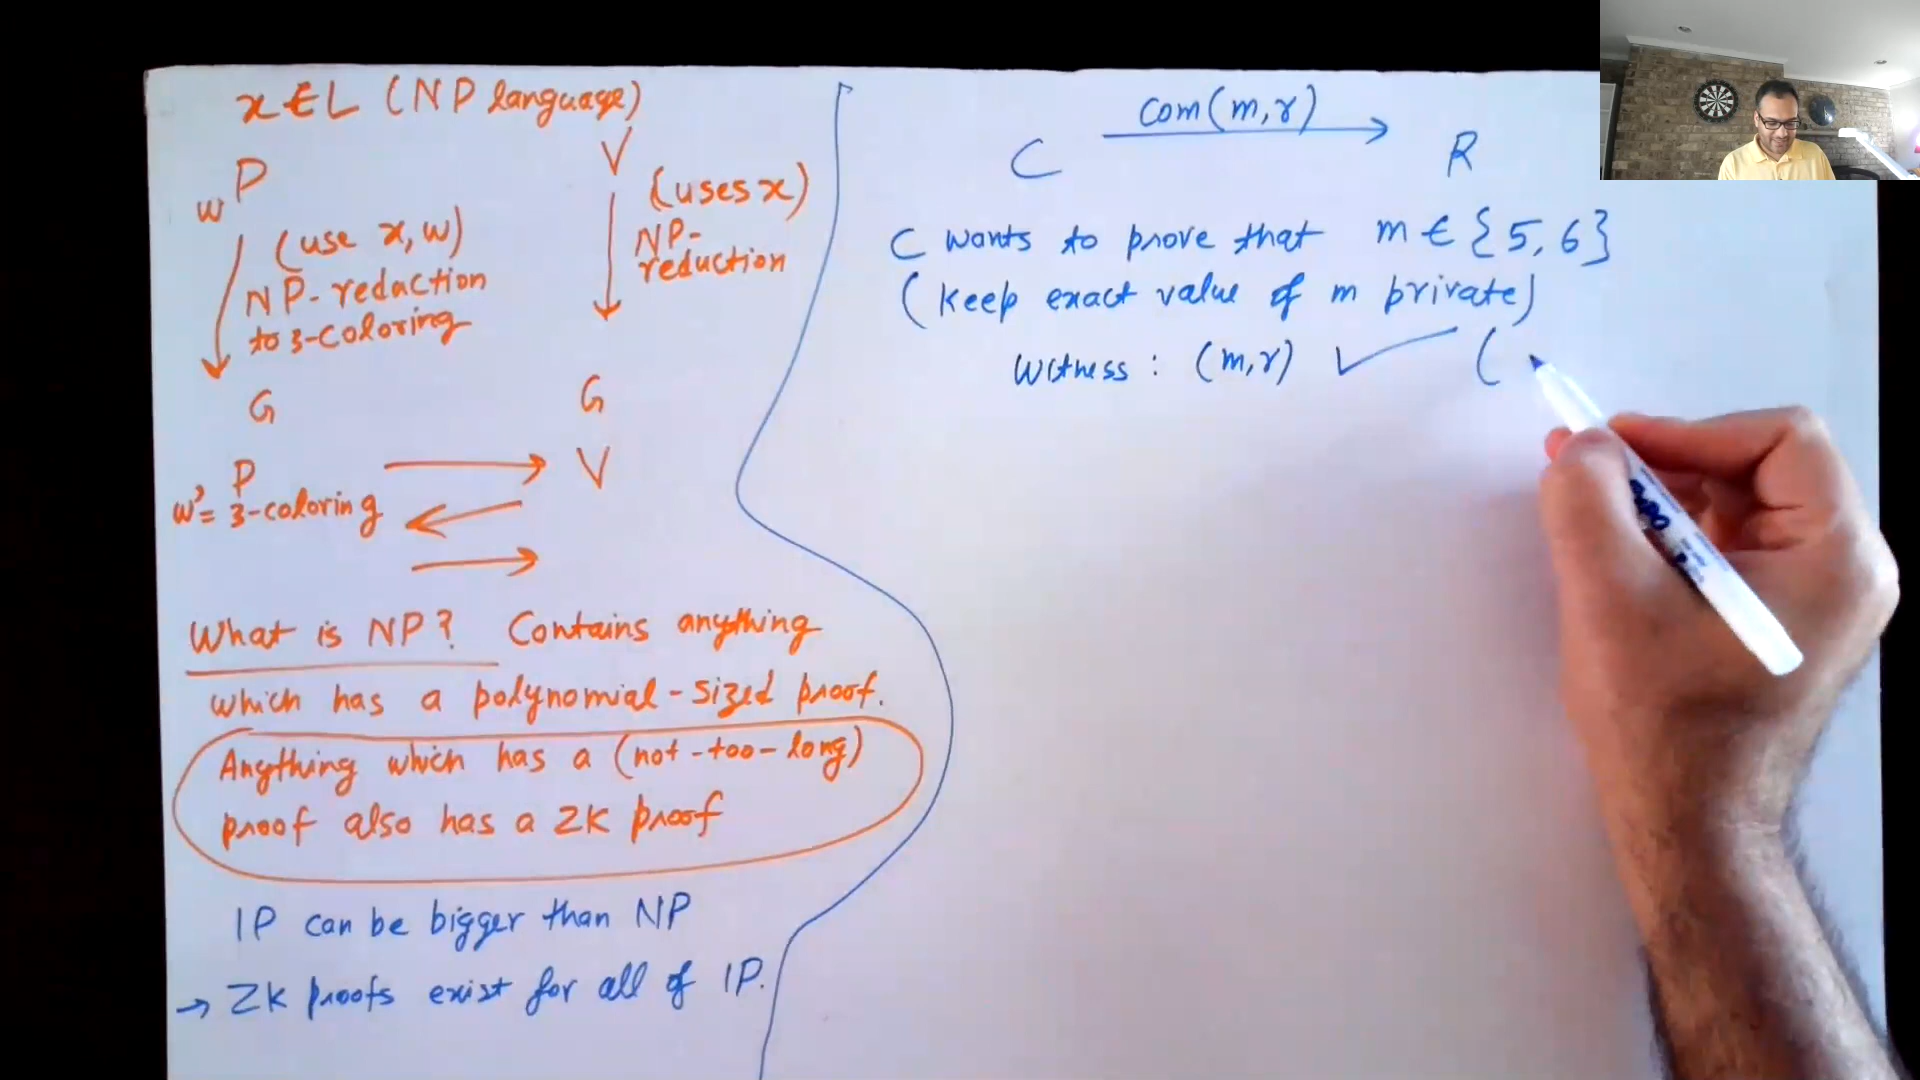 x ∈ L (NP language)
P
V
w
(use x, w)
(uses x)
NP-reduction
to 3-coloring
NP-
reduction
G
G
P
V
w' = 3-coloring
What is NP? Contains anything
which has a polynomial-sized proof.
Anything which has a (not-too-long)
proof also has a ZK proof
IP can be bigger than NP
→ ZK proofs exist for all of IP.
Com(m,r)
C
R
C wants to prove that m ∈ {5, 6}
(Keep exact value of m private)
Witness : (m,r) ✓ (
EXPO